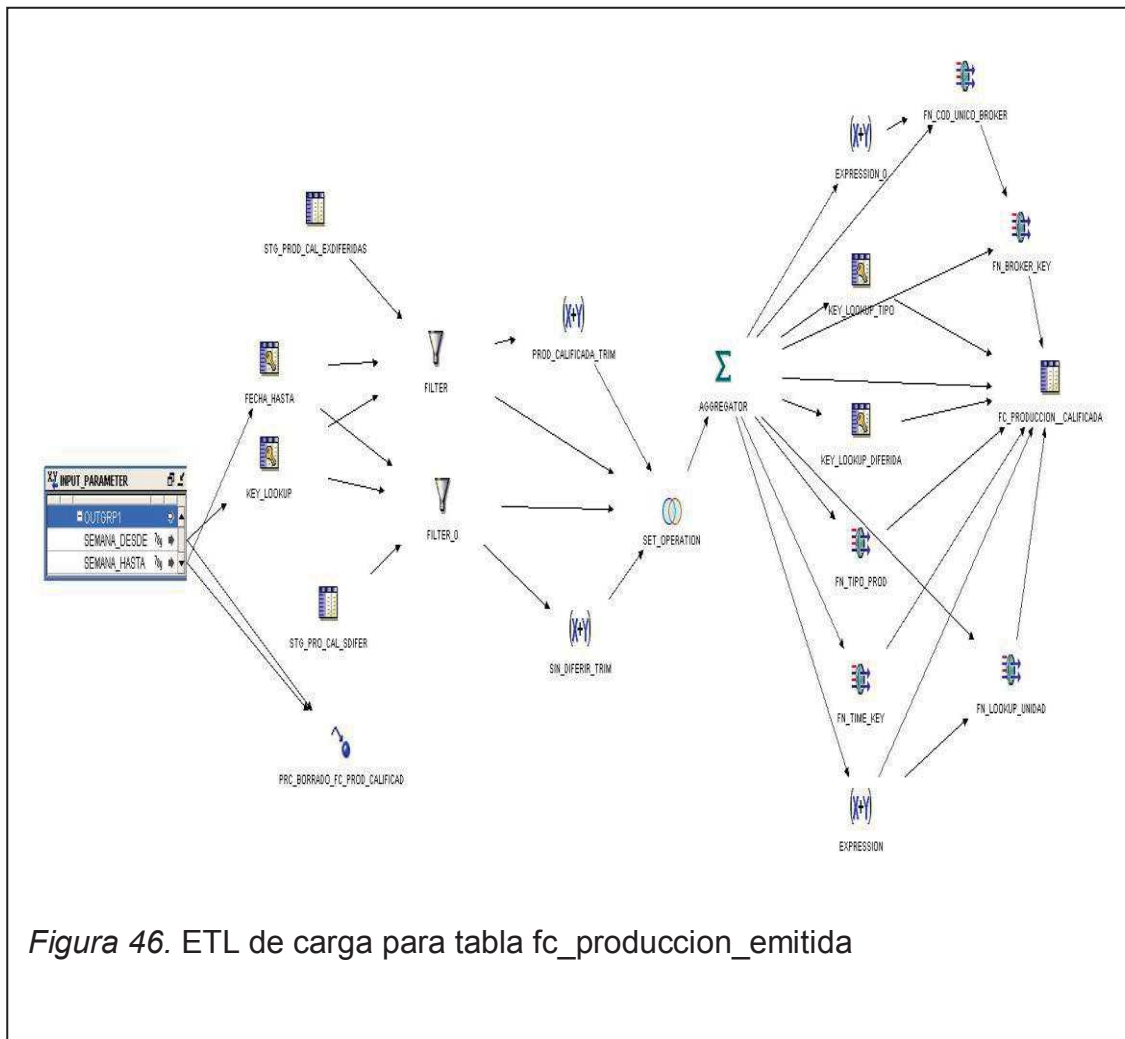 FN_COD_UNICO_BROKER
(X+Y)
EXPRESSION_0
STG_PROD_CAL_EXDIFERIDAS
FN_BROKER_KEY
(X+Y)
PROD_CALIFICADA_TRIM
KEY_LOOKUP_TIPO
FILTER
FECHA_HASTA
Σ
AGGREGATOR
FC_PRODUCCION__CALIFICADA
KEY_LOOKUP_DIFERIDA
KEY_LOOKUP
X.Y INPUT_PARAMETER
OUTGRP1
SEMANA_DESDE
SEMANA_HASTA
FILTER_0
SET_OPERATION
FN_TIPO_PROD
STG_PRO_CAL_SDIFER
(X+Y)
SIN_DIFERIR_TRIM
FN_TIME_KEY
FN_LOOKUP_UNIDAD
PRC_BORRADO_FC_PROD_CALIFICAD
(X+Y)
EXPRESSION
Figura 46. ETL de carga para tabla fc_produccion_emitida